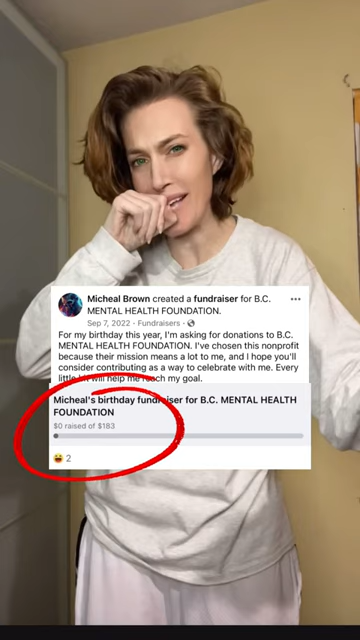 Micheal Brown created a fundraiser for B.C.
MENTAL HEALTH FOUNDATION.
Sep 7, 2022 · Fundraisers ·
For my birthday this year, I'm asking for donations to B.C.
MENTAL HEALTH FOUNDATION. I've chosen this nonprofit
because their mission means a lot to me, and I hope you'll
consider contributing as a way to celebrate with me. Every
little bit will help me reach my goal.
Micheal's birthday fundraiser for B.C. MENTAL HEALTH
FOUNDATION
$0 raised of $183
2